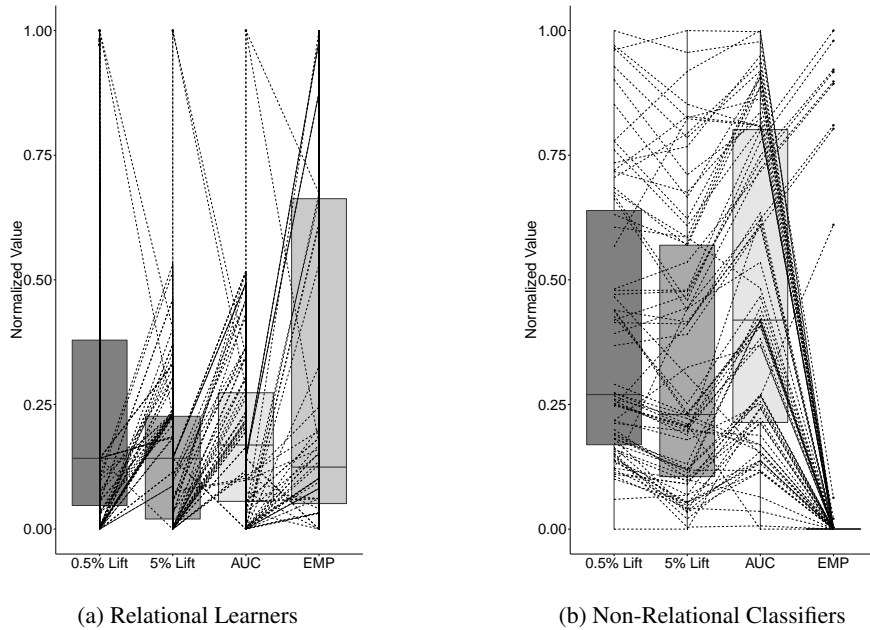 1.00
0.75
0.50
0.25
0.00
Normalized Value
0.5% Lift 5% Lift AUC EMP
(a) Relational Learners
1.00
0.75
0.50
0.25
0.00
Normalized Value
0.5% Lift 5% Lift AUC EMP
(b) Non-Relational Classifiers